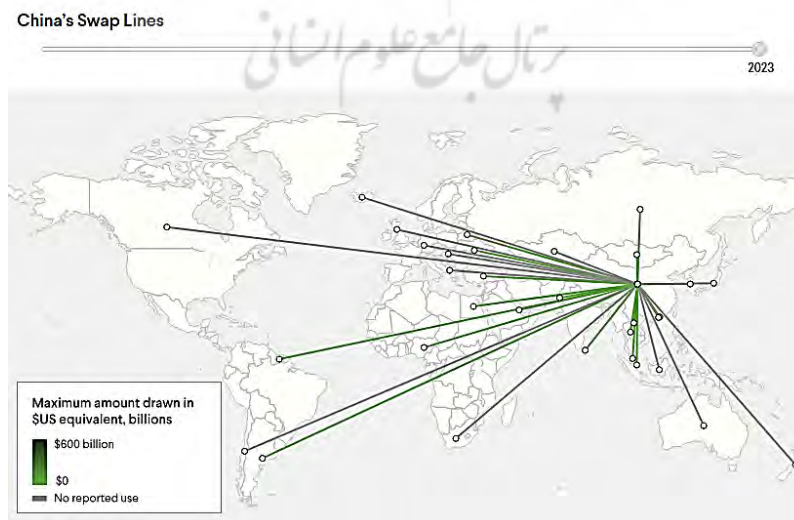 China's Swap Lines
پرتال جامع علوم انسانی
2023
Maximum amount drawn in
$US equivalent, billions
$600 billion
$0
No reported use